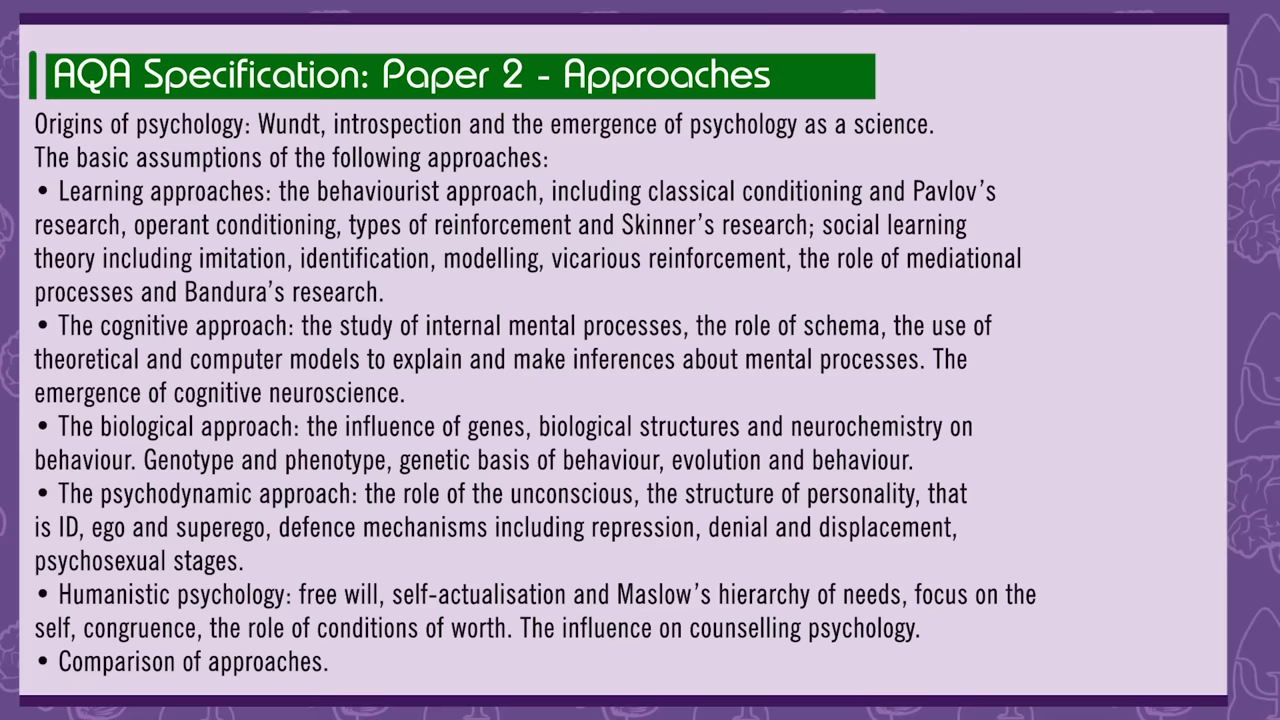 AQA Specification: Paper 2 - Approaches
Origins of psychology: Wundt, introspection and the emergence of psychology as a science.
The basic assumptions of the following approaches:
• Learning approaches: the behaviourist approach, including classical conditioning and Pavlov's
research, operant conditioning, types of reinforcement and Skinner's research; social learning
theory including imitation, identification, modelling, vicarious reinforcement, the role of mediational
processes and Bandura's research.
• The cognitive approach: the study of internal mental processes, the role of schema, the use of
theoretical and computer models to explain and make inferences about mental processes. The
emergence of cognitive neuroscience.
• The biological approach: the influence of genes, biological structures and neurochemistry on
behaviour. Genotype and phenotype, genetic basis of behaviour, evolution and behaviour.
• The psychodynamic approach: the role of the unconscious, the structure of personality, that
is ID, ego and superego, defence mechanisms including repression, denial and displacement,
psychosexual stages.
• Humanistic psychology: free will, self-actualisation and Maslow's hierarchy of needs, focus on the
self, congruence, the role of conditions of worth. The influence on counselling psychology.
• Comparison of approaches.